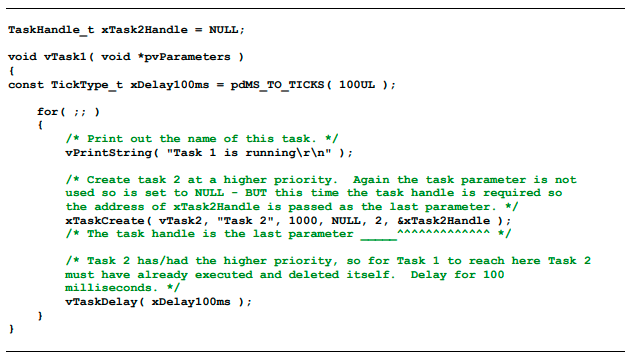 TaskHandle_t xTask2Handle = NULL;
void vTask1( void *pvParameters )
{
const TickType_t xDelay100ms = pdMS_TO_TICKS( 100UL );
for( ;; )
{
/* Print out the name of this task. */
vPrintString( "Task 1 is running\r\n" );
/* Create task 2 at a higher priority.  Again the task parameter is not
used so is set to NULL - BUT this time the task handle is required so
the address of xTask2Handle is passed as the last parameter. */
xTaskCreate( vTask2, "Task 2", 1000, NULL, 2, &xTask2Handle );
/* The task handle is the last parameter _____^^^^^^^^^^^^^ */
/* Task 2 has/had the higher priority, so for Task 1 to reach here Task 2
must have already executed and deleted itself.  Delay for 100
milliseconds. */
vTaskDelay( xDelay100ms );
}
}